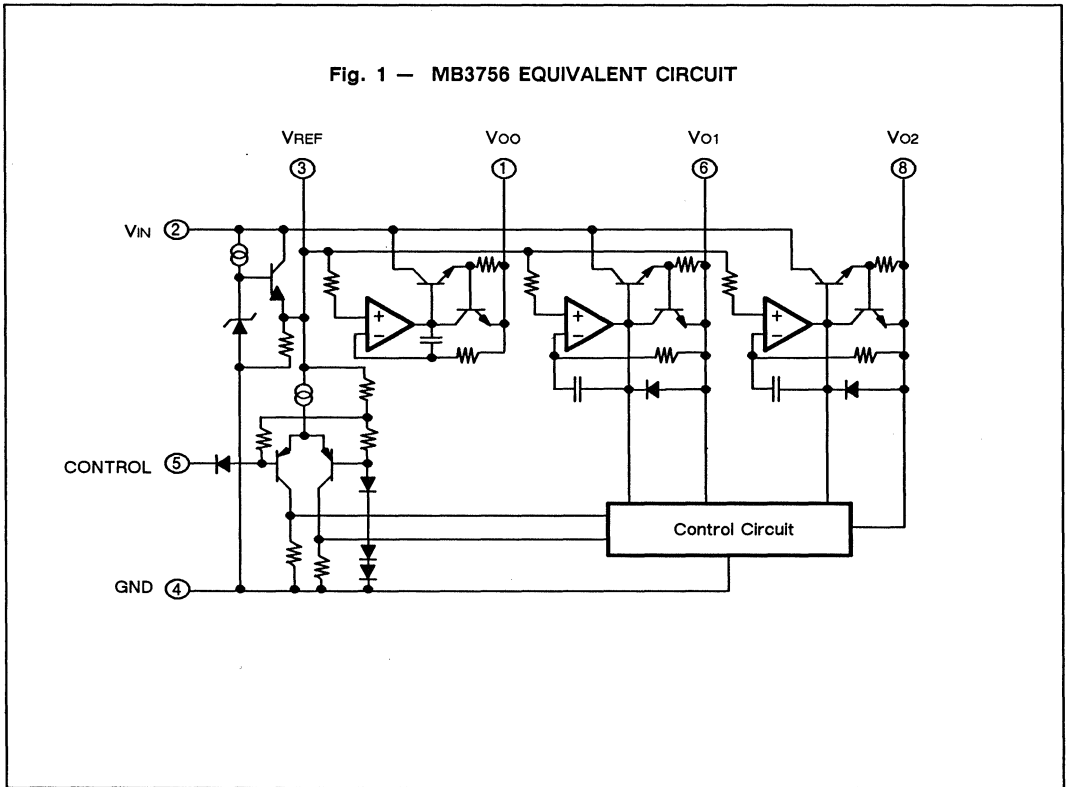 Fig. 1 — MB3756 EQUIVALENT CIRCUIT
VREF VO0 VO1 VO2
3 1 6 8
VIN 2
+ + +
− − −
CONTROL 5
Control Circuit
GND 4